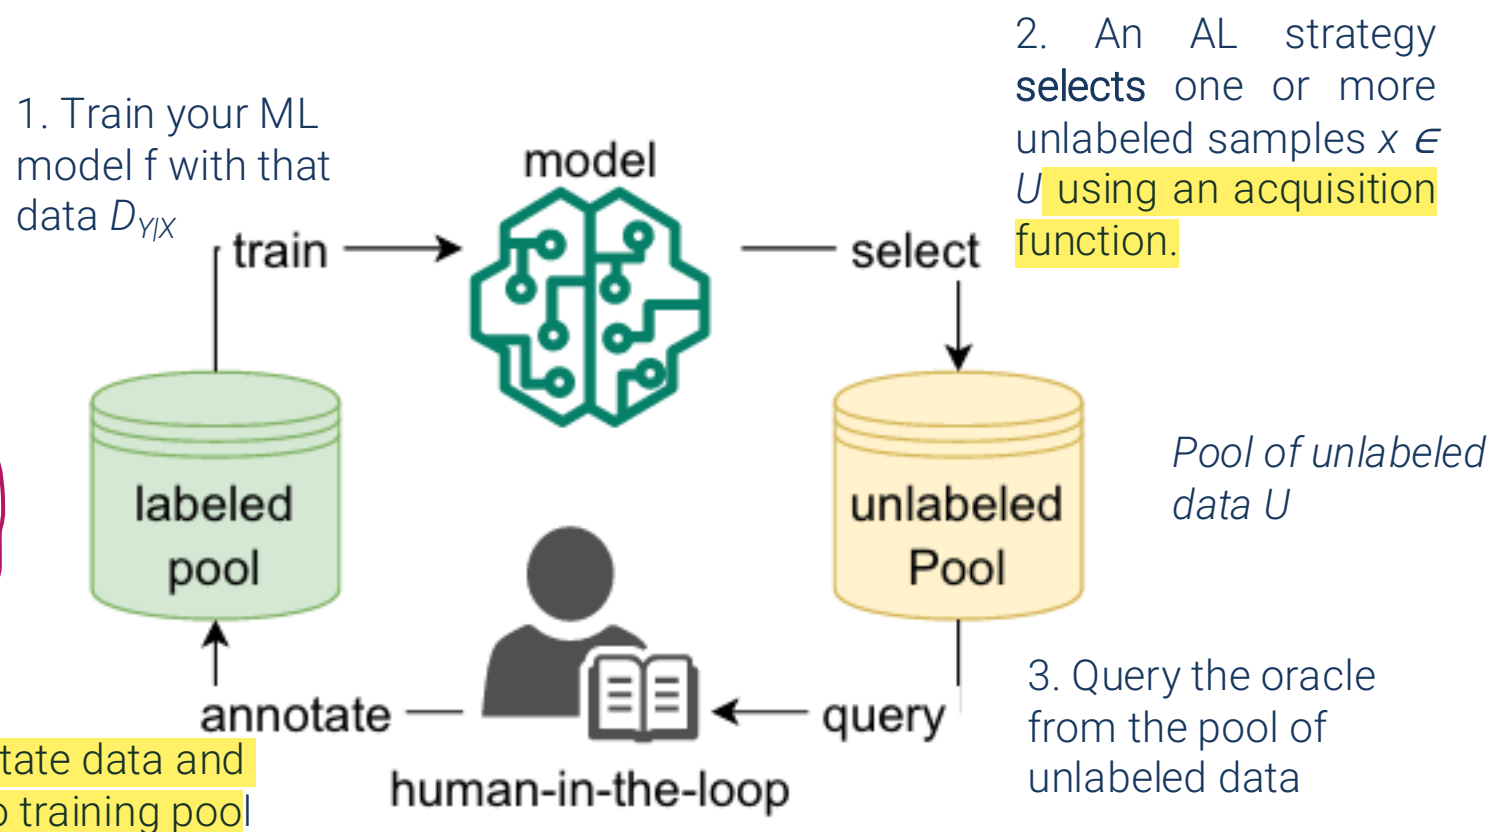 1. Train your ML
model f with that
data D_Y|X
2. An AL strategy
selects one or more
unlabeled samples x ϵ
U using an acquisition
function.
model
train
select
labeled
pool
unlabeled
Pool
Pool of unlabeled
data U
annotate
query
human-in-the-loop
3. Query the oracle
from the pool of
unlabeled data
data and
training pool